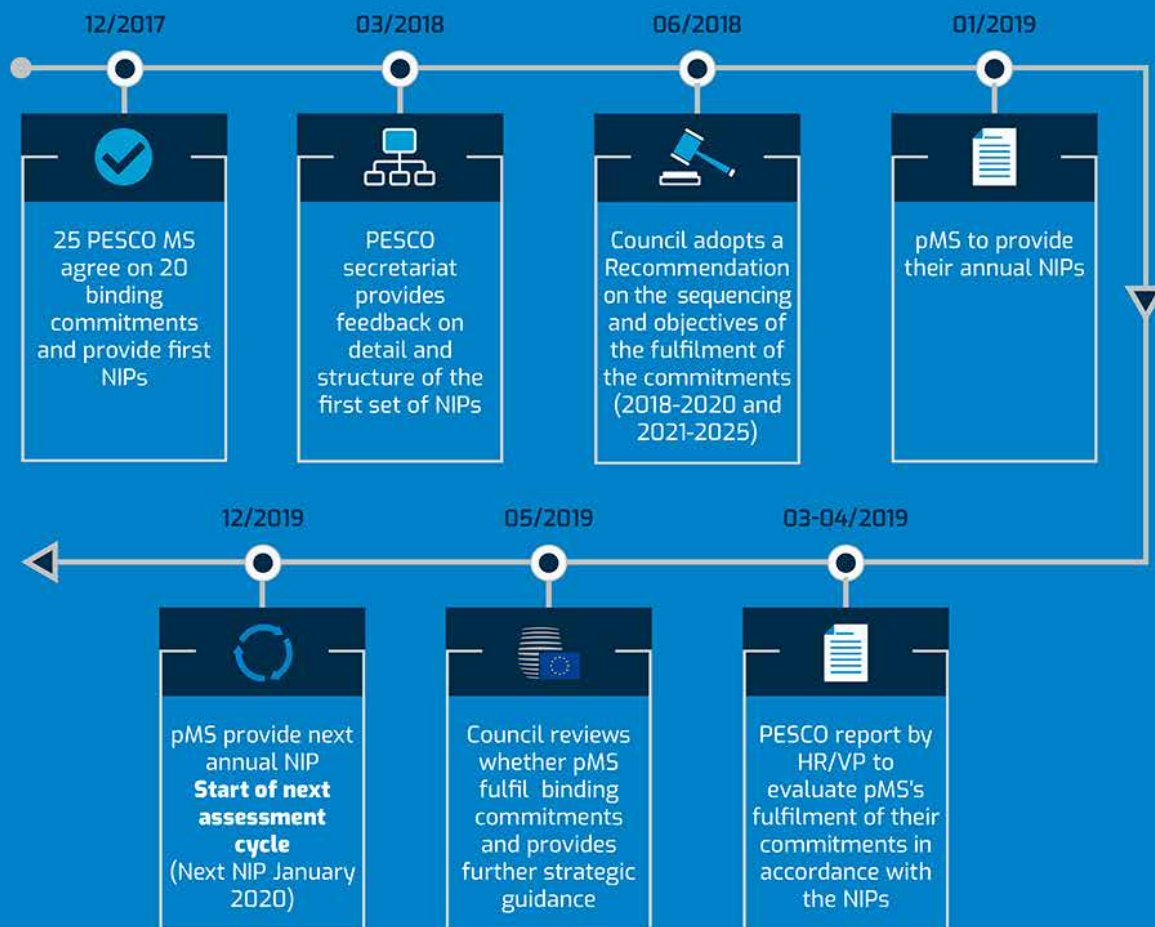 12/2017
25 PESCO MS
agree on 20
binding
commitments
and provide first
NIPs
03/2018
PESCO
secretariat
provides
feedback on
detail and
structure of the
first set of NIPs
06/2018
Council adopts a
Recommendation
on the sequencing
and objectives of
the fulfilment of
the commitments
(2018-2020 and
2021-2025)
01/2019
pMS to provide
their annual NIPs
03-04/2019
PESCO report by
HR/VP to
evaluate pMS's
fulfilment of their
commitments in
accordance with
the NIPs
05/2019
Council reviews
whether pMS
fulfil binding
commitments
and provides
further strategic
guidance
12/2019
pMS provide next
annual NIP
Start of next
assessment
cycle
(Next NIP January
2020)